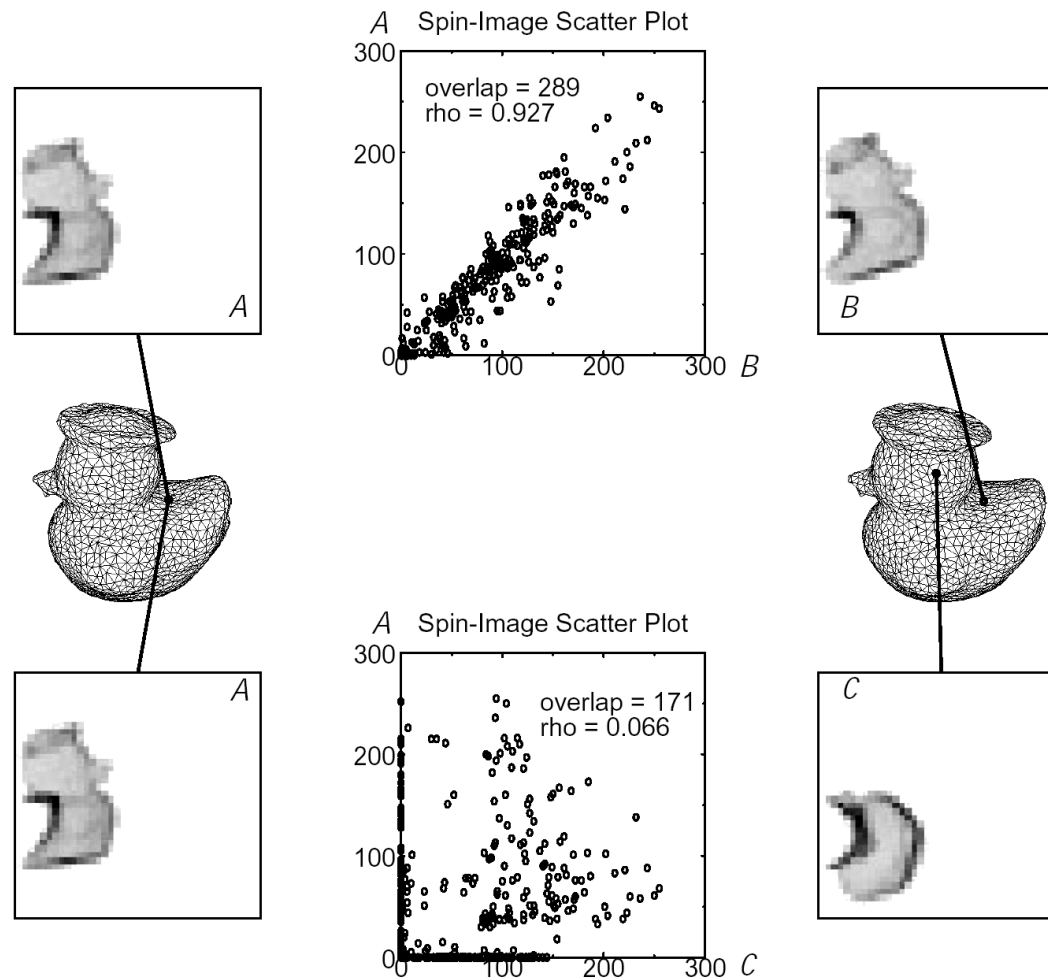 A Spin-Image Scatter Plot
300
200
100
0
0 100 200 300 B
overlap = 289
rho = 0.927
A
B
A Spin-Image Scatter Plot
300
200
100
0
0 100 200 300 C
overlap = 171
rho = 0.066
A
C